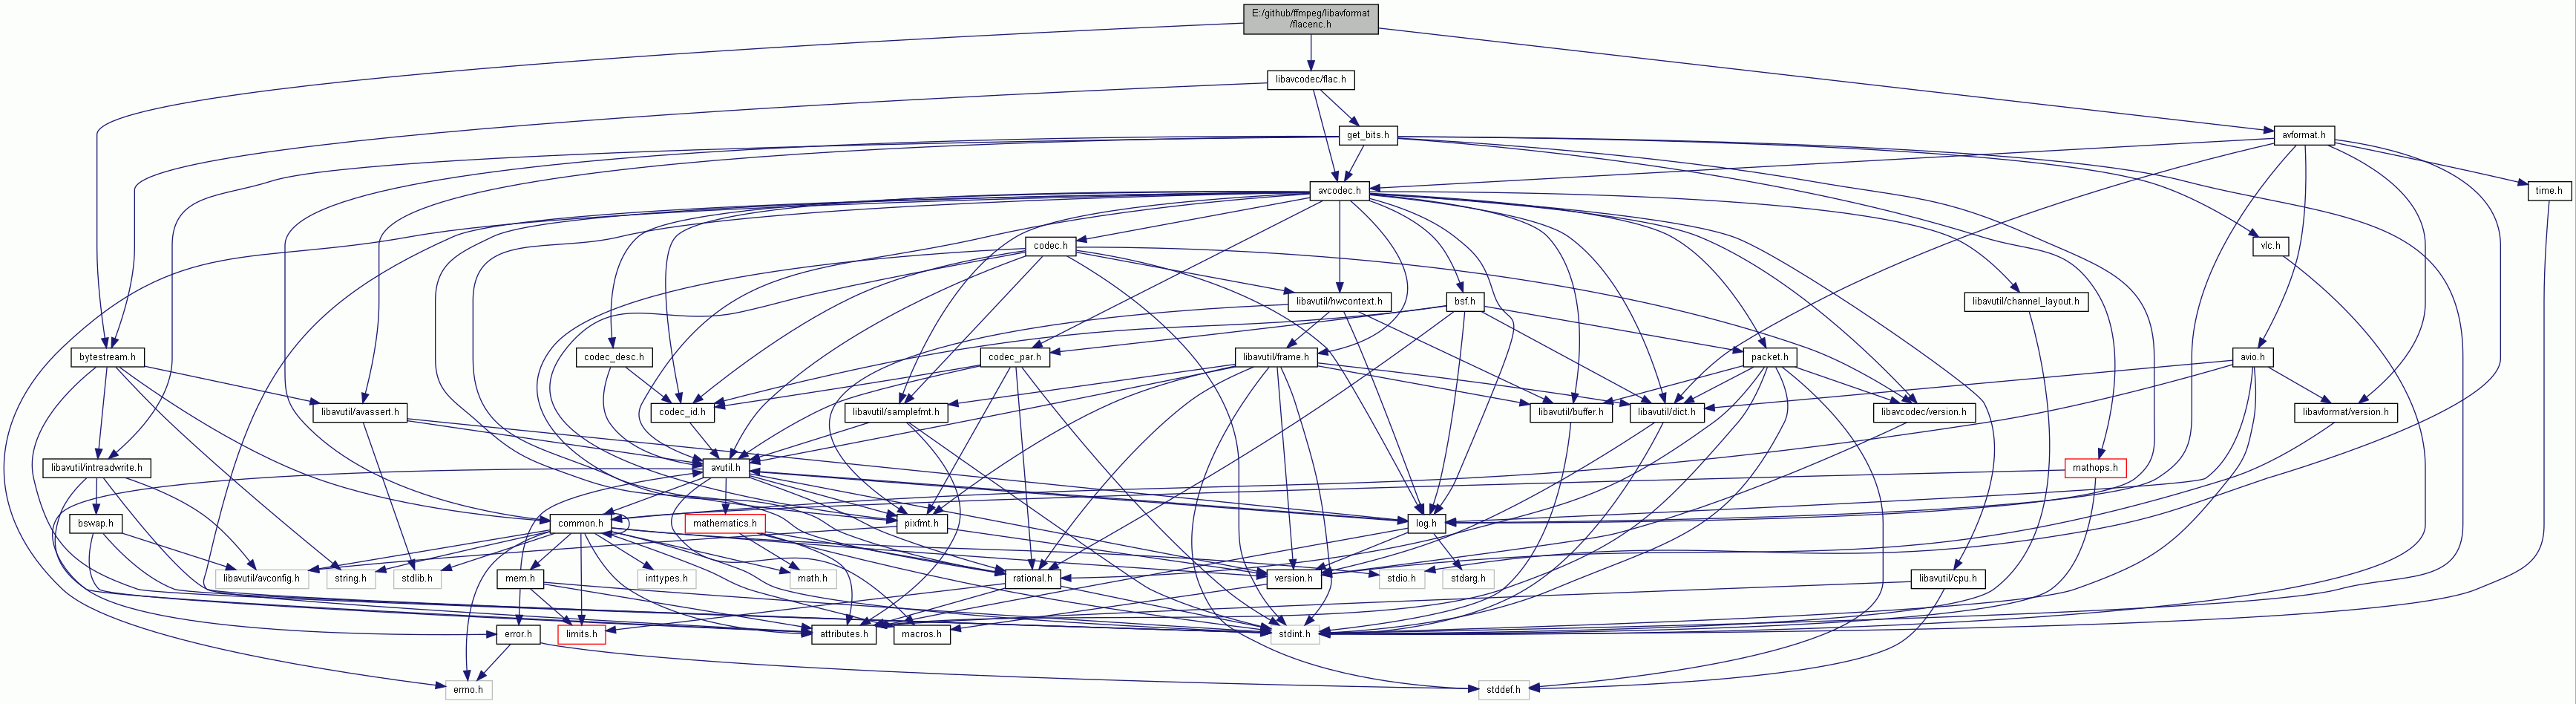 E:/github/ffmpeg/libavformat
/flacenc.h
libavcodec/flac.h
get_bits.h
avformat.h
avcodec.h
time.h
codec.h
vlc.h
libavutil/hwcontext.h
bsf.h
libavutil/channel_layout.h
bytestream.h
codec_desc.h
codec_par.h
libavutil/frame.h
packet.h
avio.h
libavutil/avassert.h
codec_id.h
libavutil/samplefmt.h
libavutil/buffer.h
libavutil/dict.h
libavcodec/version.h
libavformat/version.h
libavutil/intreadwrite.h
avutil.h
mathops.h
bswap.h
common.h
mathematics.h
pixfmt.h
log.h
libavutil/avconfig.h
string.h
stdlib.h
mem.h
inttypes.h
math.h
rational.h
version.h
stdio.h
stdarg.h
libavutil/cpu.h
error.h
limits.h
attributes.h
macros.h
stdint.h
errno.h
stddef.h